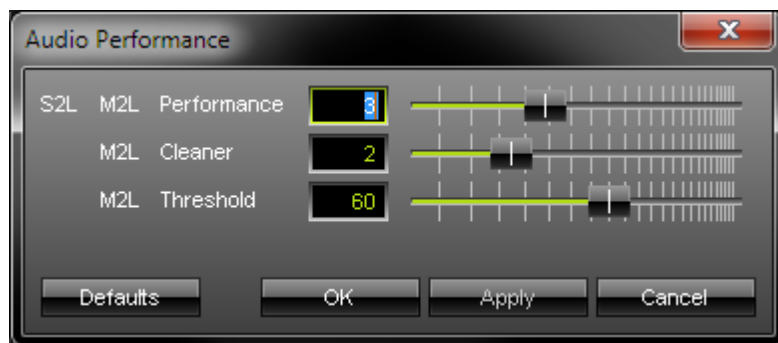 Audio Performance
S2L M2L Performance 3
M2L Cleaner 2
M2L Threshold 60
Defaults OK Apply Cancel